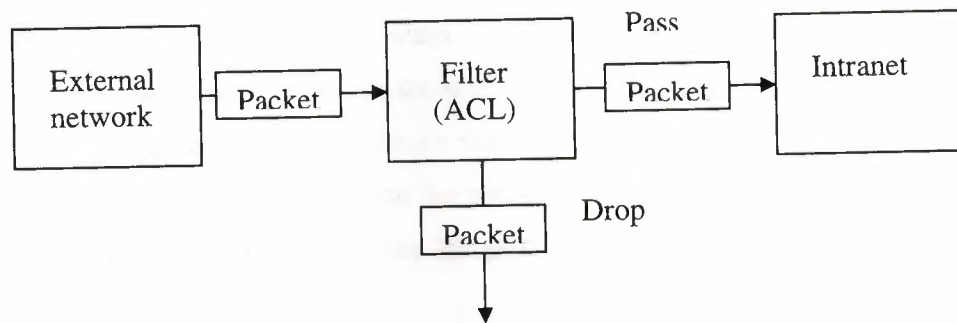 Pass
External
network
Packet
Filter
(ACL)
Packet
Intranet
Drop
Packet